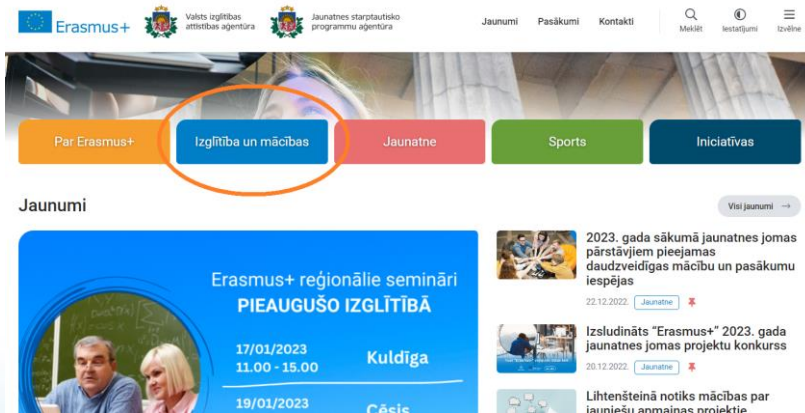 Erasmus+
Valsts izglītības
attīstības aģentūra
Jaunatnes starptautisko
programmu aģentūra
Jaunumi
Pasākumi
Kontakti
Meklēt
Iestatījumi
Izvēlne
Par Erasmus+
Izglītība un mācības
Jaunatne
Sports
Iniciatīvas
Jaunumi
Visi jaunumi →
Erasmus+ reģionālie semināri
PIEAUGUŠO IZGLĪTĪBĀ
17/01/2023
11.00 - 15.00
Kuldīga
19/01/2023
Cēsis
2023. gada sākumā jaunatnes jomas
pārstāvjiem pieejamas
daudzveidīgas mācību un pasākumu
iespējas
22.12.2022.
Jaunatne
Izsludināts “Erasmus+” 2023. gada
jaunatnes jomas projektu konkurss
20.12.2022.
Jaunatne
Lihtenšteinā notiks mācības par
jauniešu apmaiņas projektie